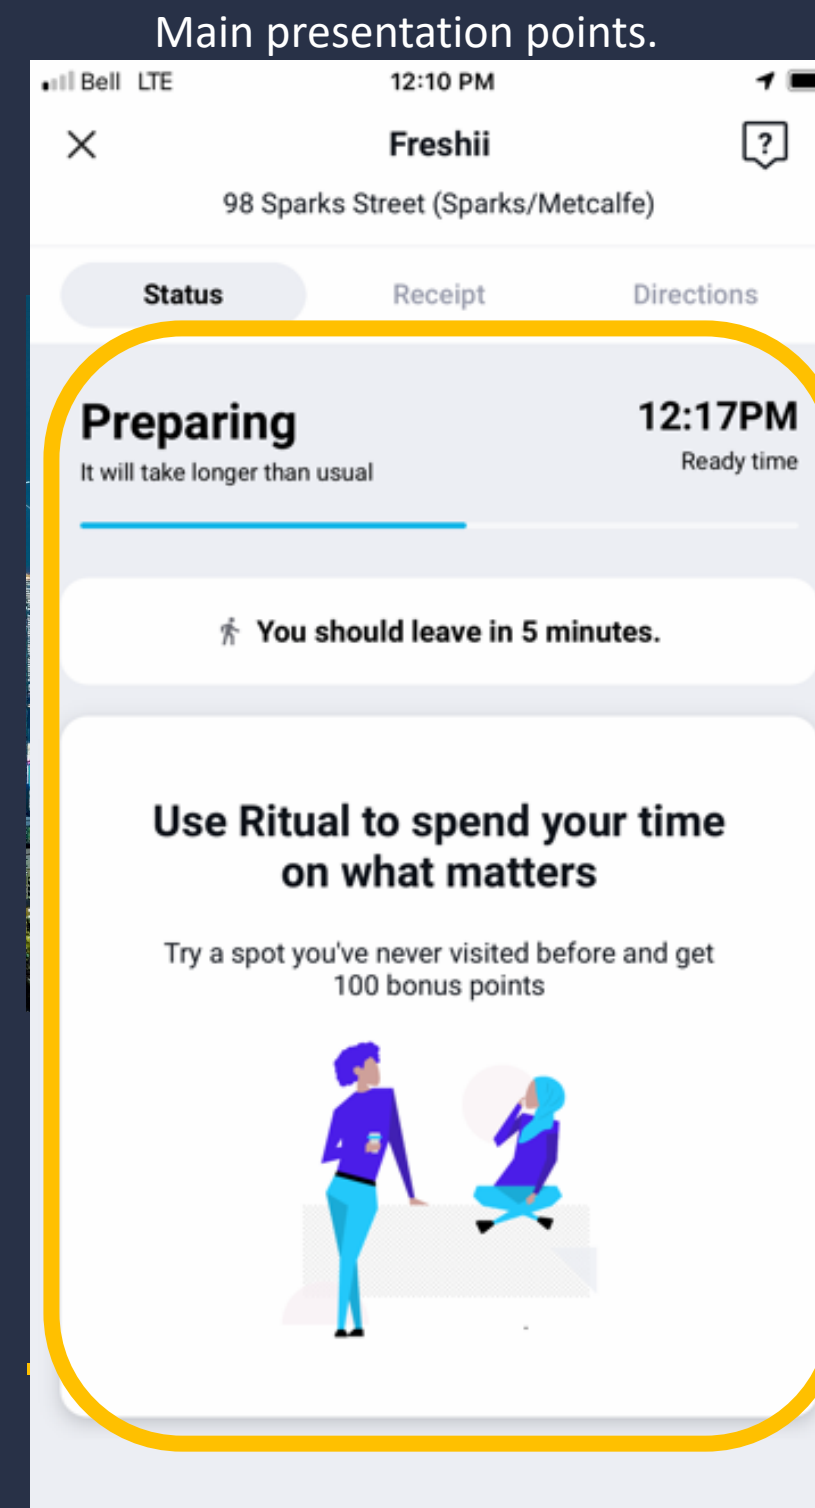 Main presentation points.
Bell LTE 12:10 PM
Freshii
?
98 Sparks Street (Sparks/Metcalfe)
Status Receipt Directions
Preparing 12:17PM
It will take longer than usual Ready time
You should leave in 5 minutes.
Use Ritual to spend your time
on what matters
Try a spot you've never visited before and get
100 bonus points